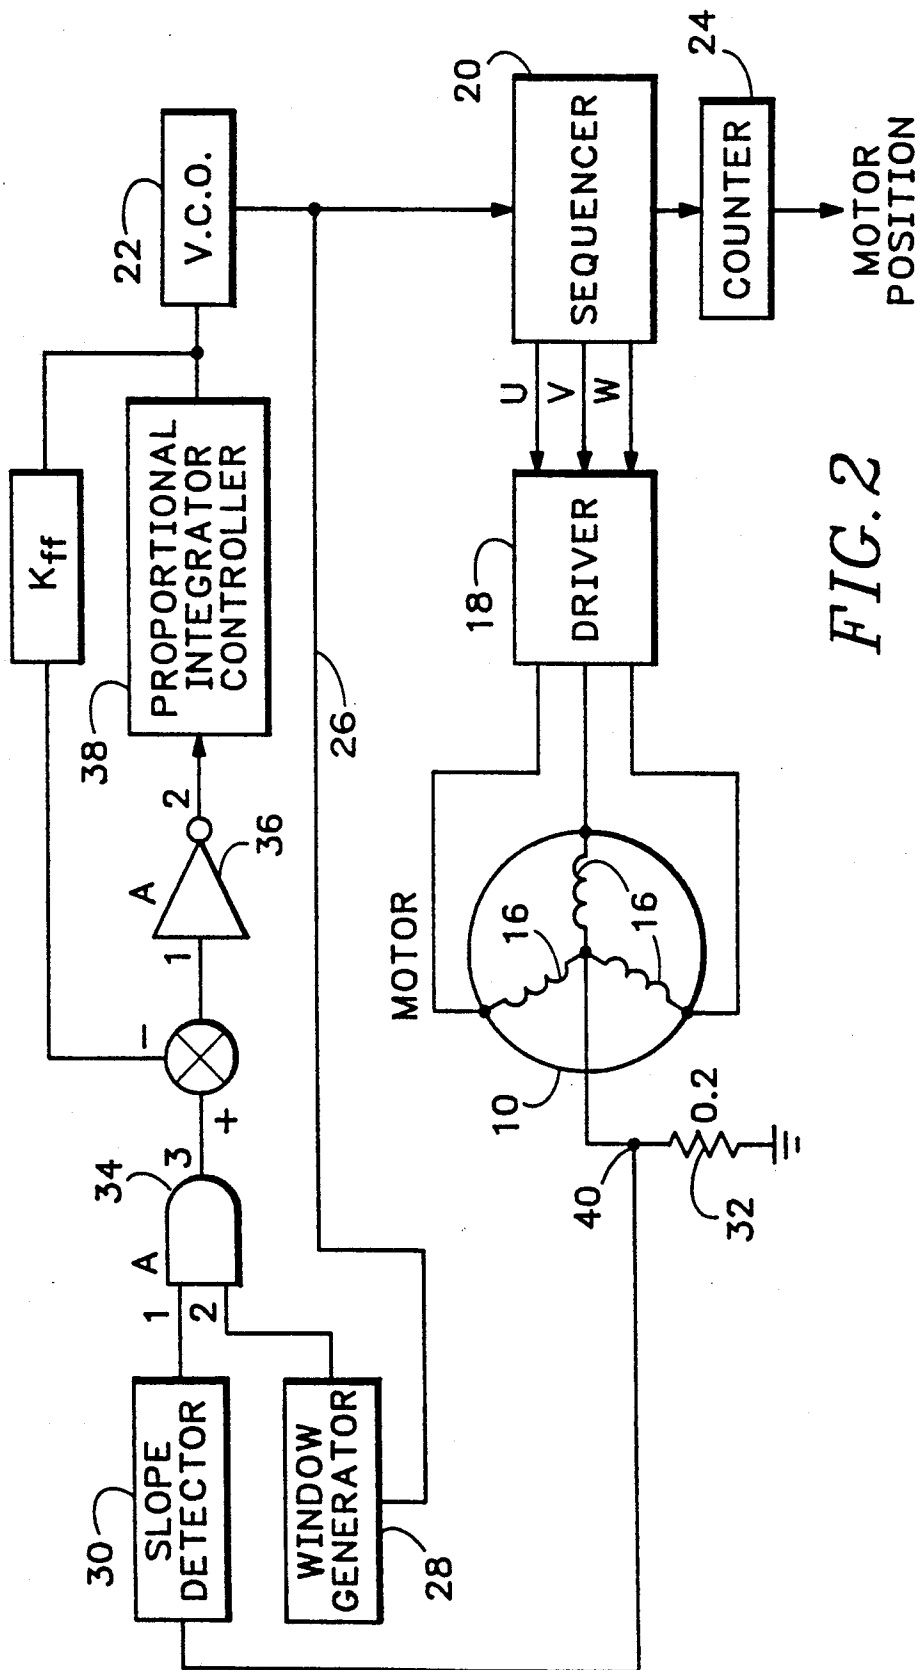 Kff
22
V.C.O.
38
PROPORTIONAL
INTEGRATOR
CONTROLLER
2
A
36
1
-
+
3
34
A
1
2
30
SLOPE
DETECTOR
WINDOW
GENERATOR
28
26
20
SEQUENCER
24
COUNTER
MOTOR
POSITION
U
V
W
18
DRIVER
MOTOR
16
16
10
40
0.2
32
FIG. 2